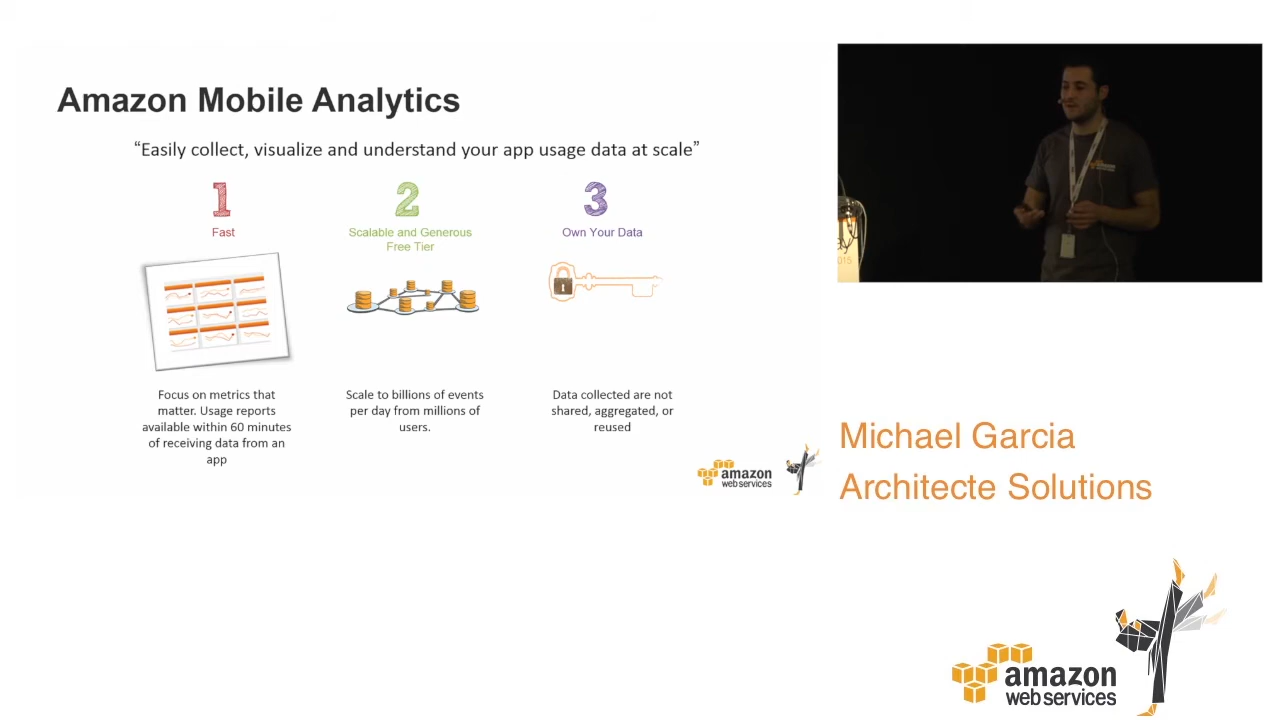 Amazon Mobile Analytics
“Easily collect, visualize and understand your app usage data at scale”
1
Fast
Focus on metrics that
matter. Usage reports
available within 60 minutes
of receiving data from an
app
2
Scalable and Generous
Free Tier
Scale to billions of events
per day from millions of
users.
3
Own Your Data
Data collected are not
shared, aggregated, or
reused
amazon
web services
2015
Michael Garcia
Architecte Solutions
amazon
web services